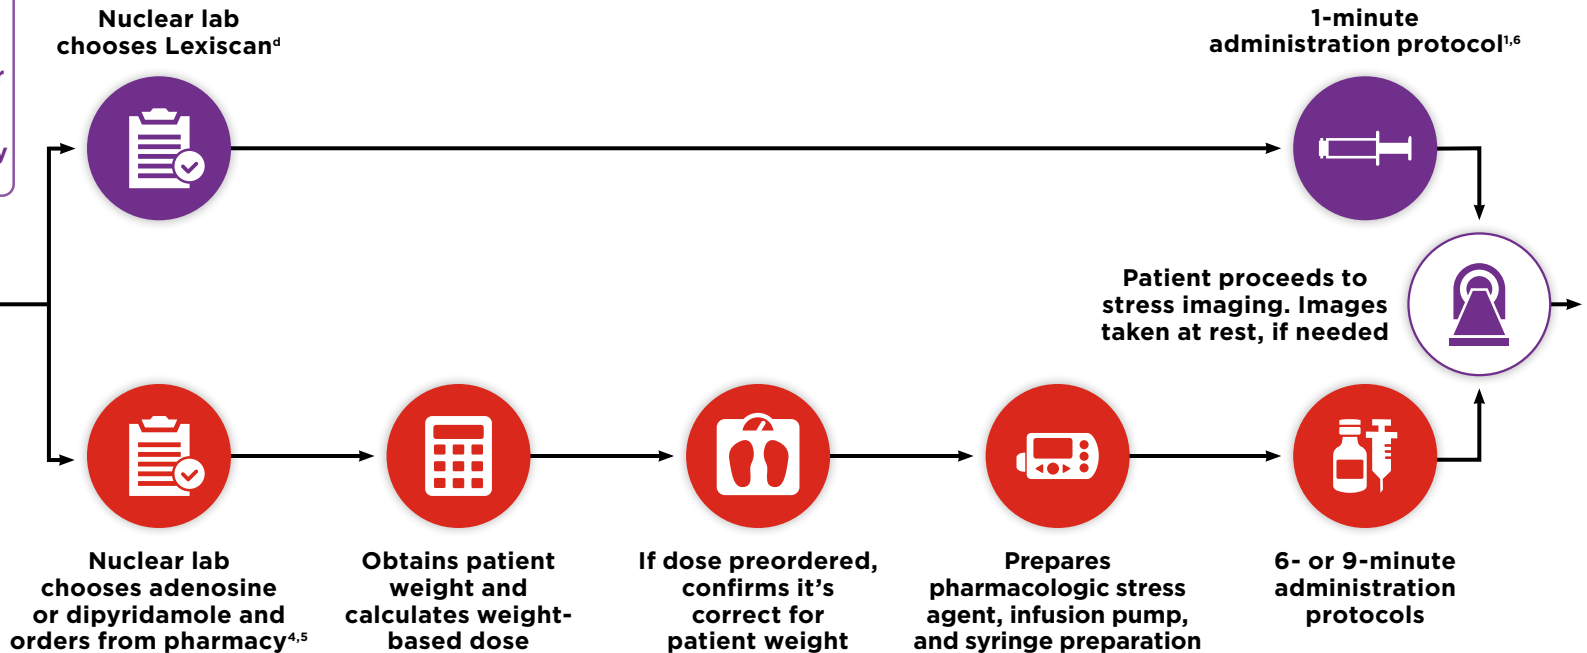 Nuclear lab
chooses Lexiscanᵈ
1-minute
administration protocol¹,⁶
Patient proceeds to
stress imaging. Images
taken at rest, if needed
Nuclear lab
chooses adenosine
or dipyridamole and
orders from pharmacy⁴,⁵
Obtains patient
weight and
calculates weight-
based dose
If dose preordered,
confirms it’s
correct for
patient weight
Prepares
pharmacologic stress
agent, infusion pump,
and syringe preparation
6- or 9-minute
administration
protocols